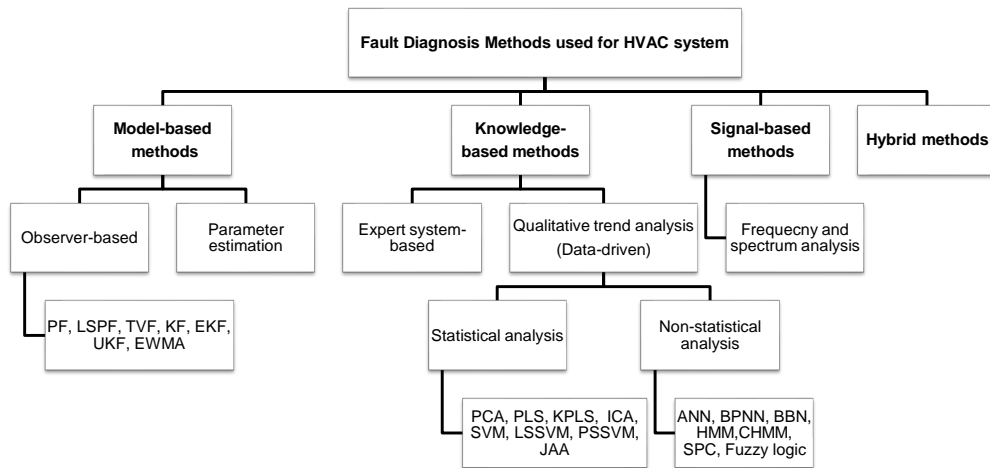 Fault Diagnosis Methods used for HVAC system
Model-based
methods
Knowledge-
based methods
Signal-based
methods
Hybrid methods
Observer-based
Parameter
estimation
Expert system-
based
Qualitative trend analysis
(Data-driven)
Frequecny and
spectrum analysis
PF, LSPF, TVF, KF, EKF,
UKF, EWMA
Statistical analysis
Non-statistical
analysis
PCA, PLS, KPLS, ICA,
SVM, LSSVM, PSSVM,
JAA
ANN, BPNN, BBN,
HMM,CHMM,
SPC, Fuzzy logic